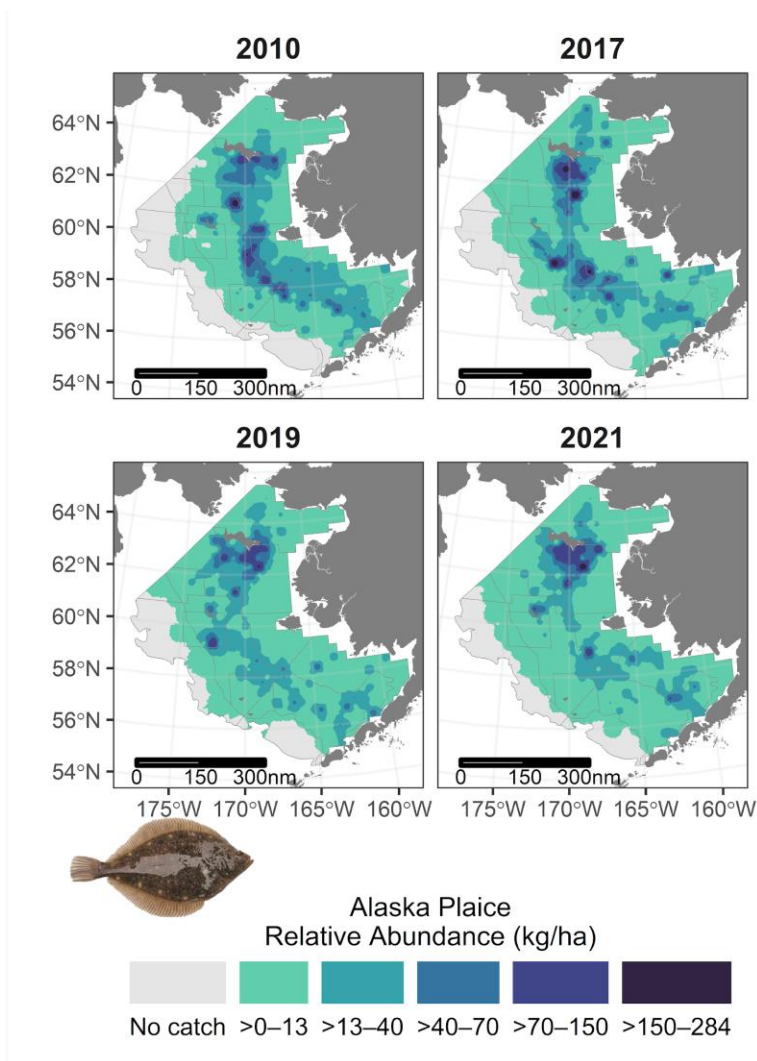 2010 2017
64°N
62°N
60°N
58°N
56°N
54°N
0 150 300nm 0 150 300nm
2019 2021
64°N
62°N
60°N
58°N
56°N
54°N
0 150 300nm 0 150 300nm
175°W 170°W 165°W 160°W 175°W 170°W 165°W 160°W
Alaska Plaice
Relative Abundance (kg/ha)
No catch >0–13 >13–40 >40–70 >70–150 >150–284